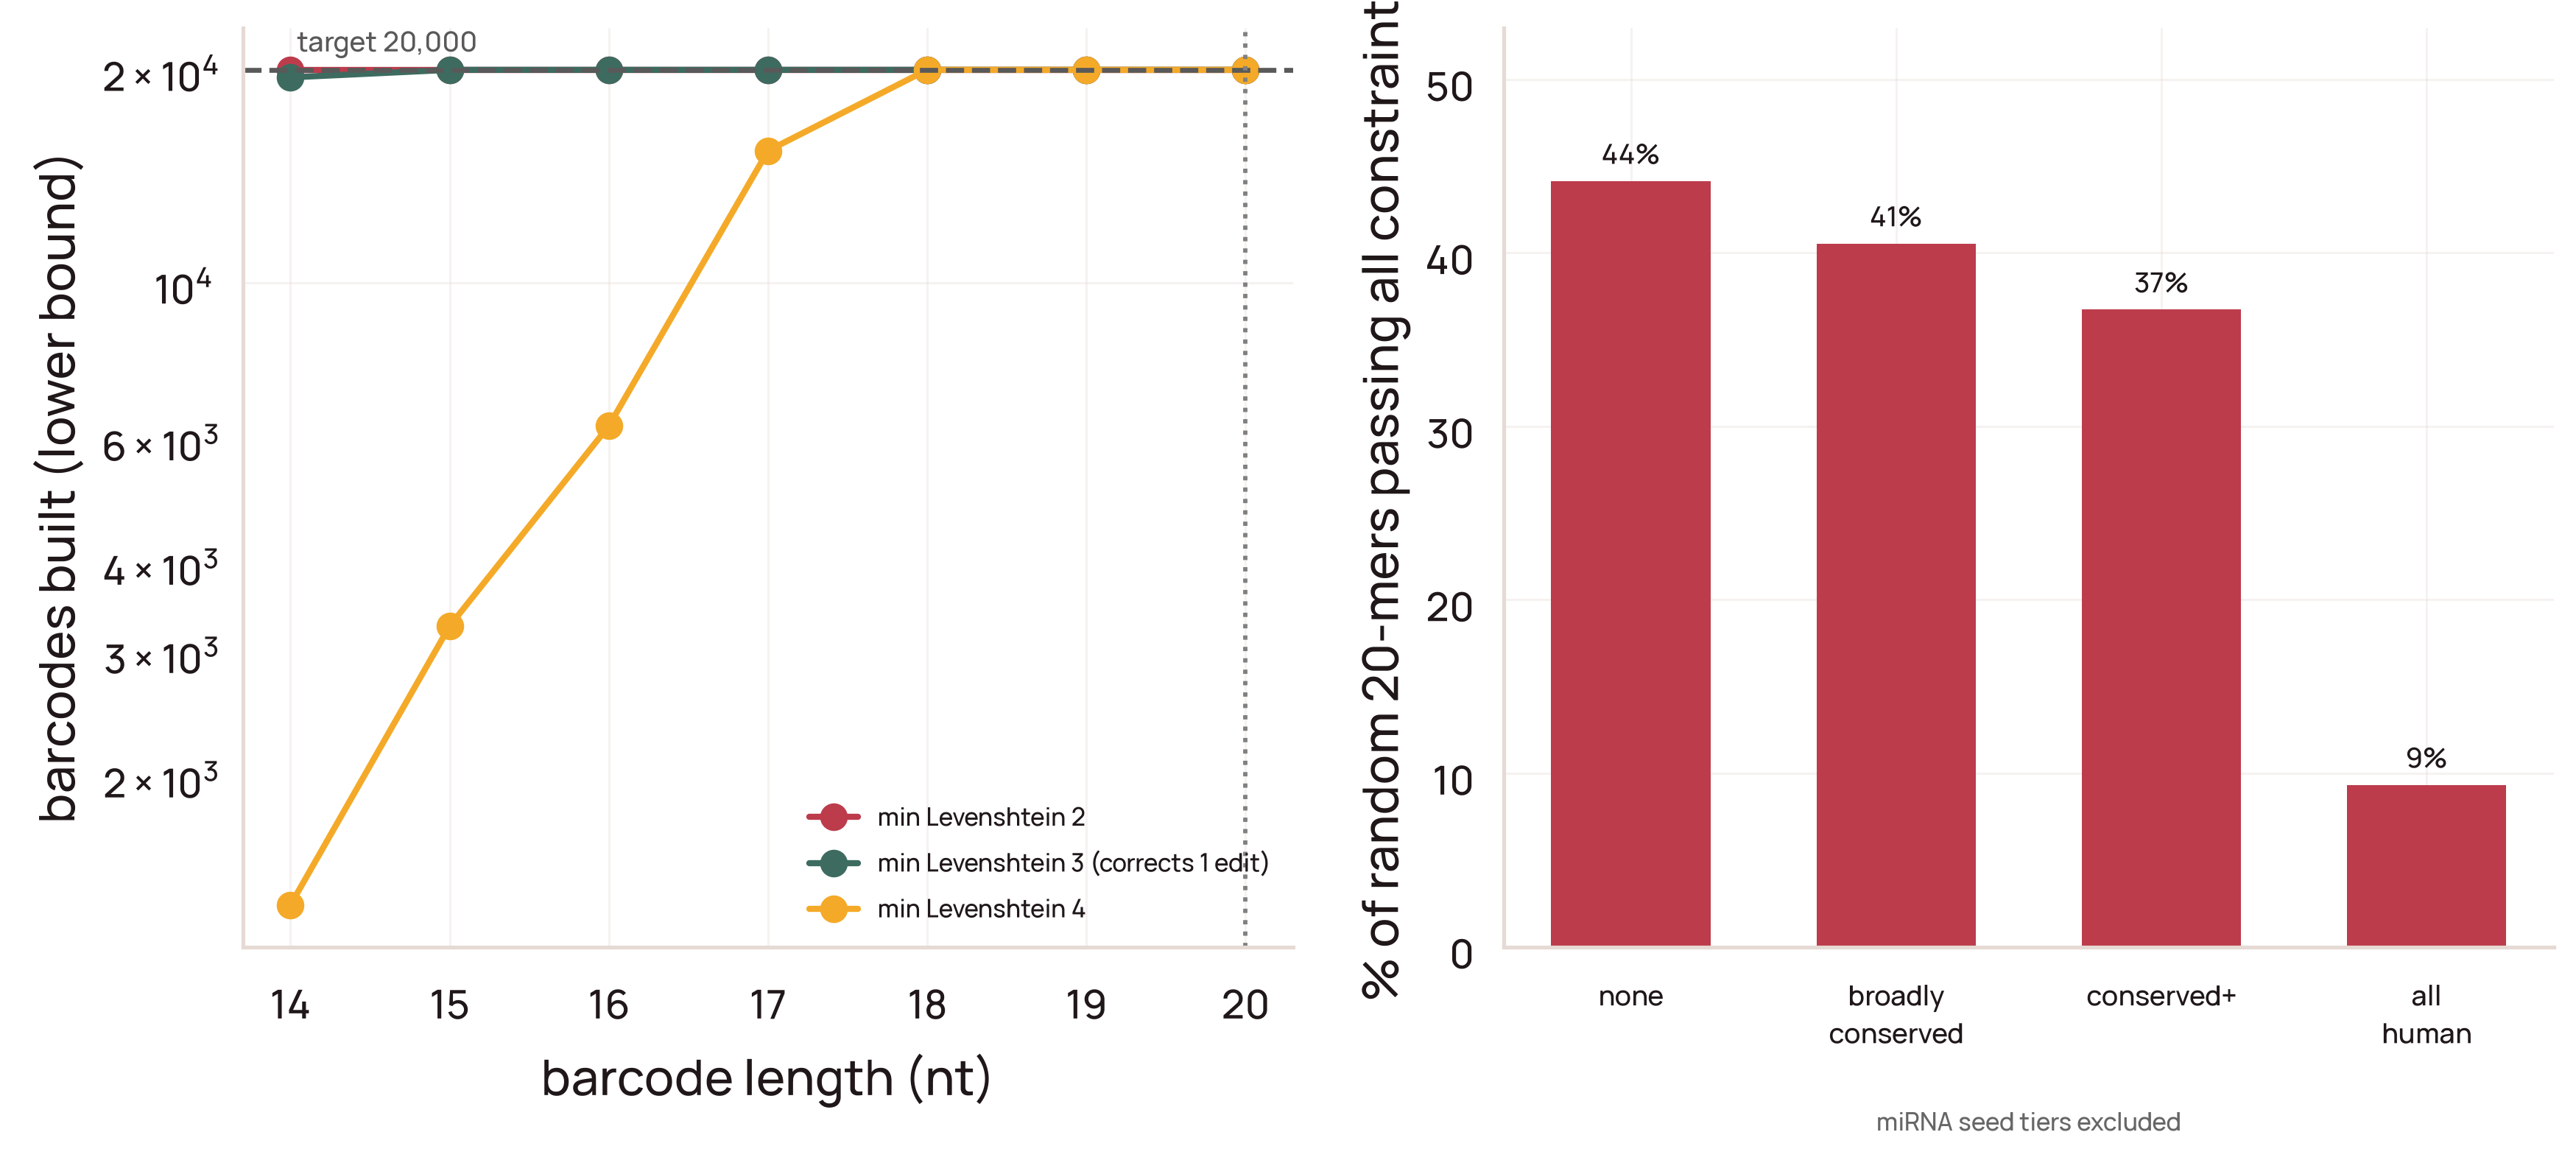 target 20,000
2 × 10⁴
10⁴
6 × 10³
4 × 10³
3 × 10³
2 × 10³
barcodes built (lower bound)
min Levenshtein 2
min Levenshtein 3 (corrects 1 edit)
min Levenshtein 4
14 15 16 17 18 19 20
barcode length (nt)
% of random 20-mers passing all constraint
50
40
30
20
10
0
44%
41%
37%
9%
none
broadly
conserved
conserved+
all
human
miRNA seed tiers excluded